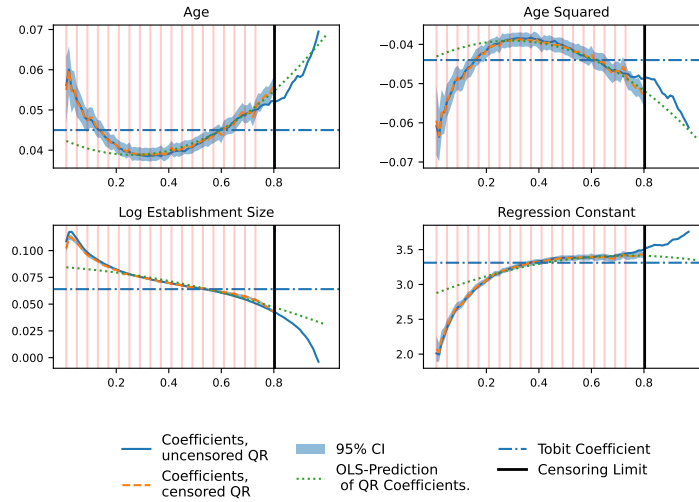 Age
Age Squared
0.07
0.06
0.05
0.04
0.2
0.4
0.6
0.8
−0.04
−0.05
−0.06
−0.07
0.2
0.4
0.6
0.8
Log Establishment Size
Regression Constant
0.100
0.075
0.050
0.025
0.000
0.2
0.4
0.6
0.8
3.5
3.0
2.5
2.0
0.2
0.4
0.6
0.8
Coefficients,
uncensored QR
Coefficients,
censored QR
95% CI
OLS-Prediction
of QR Coefficients.
Tobit Coefficient
Censoring Limit